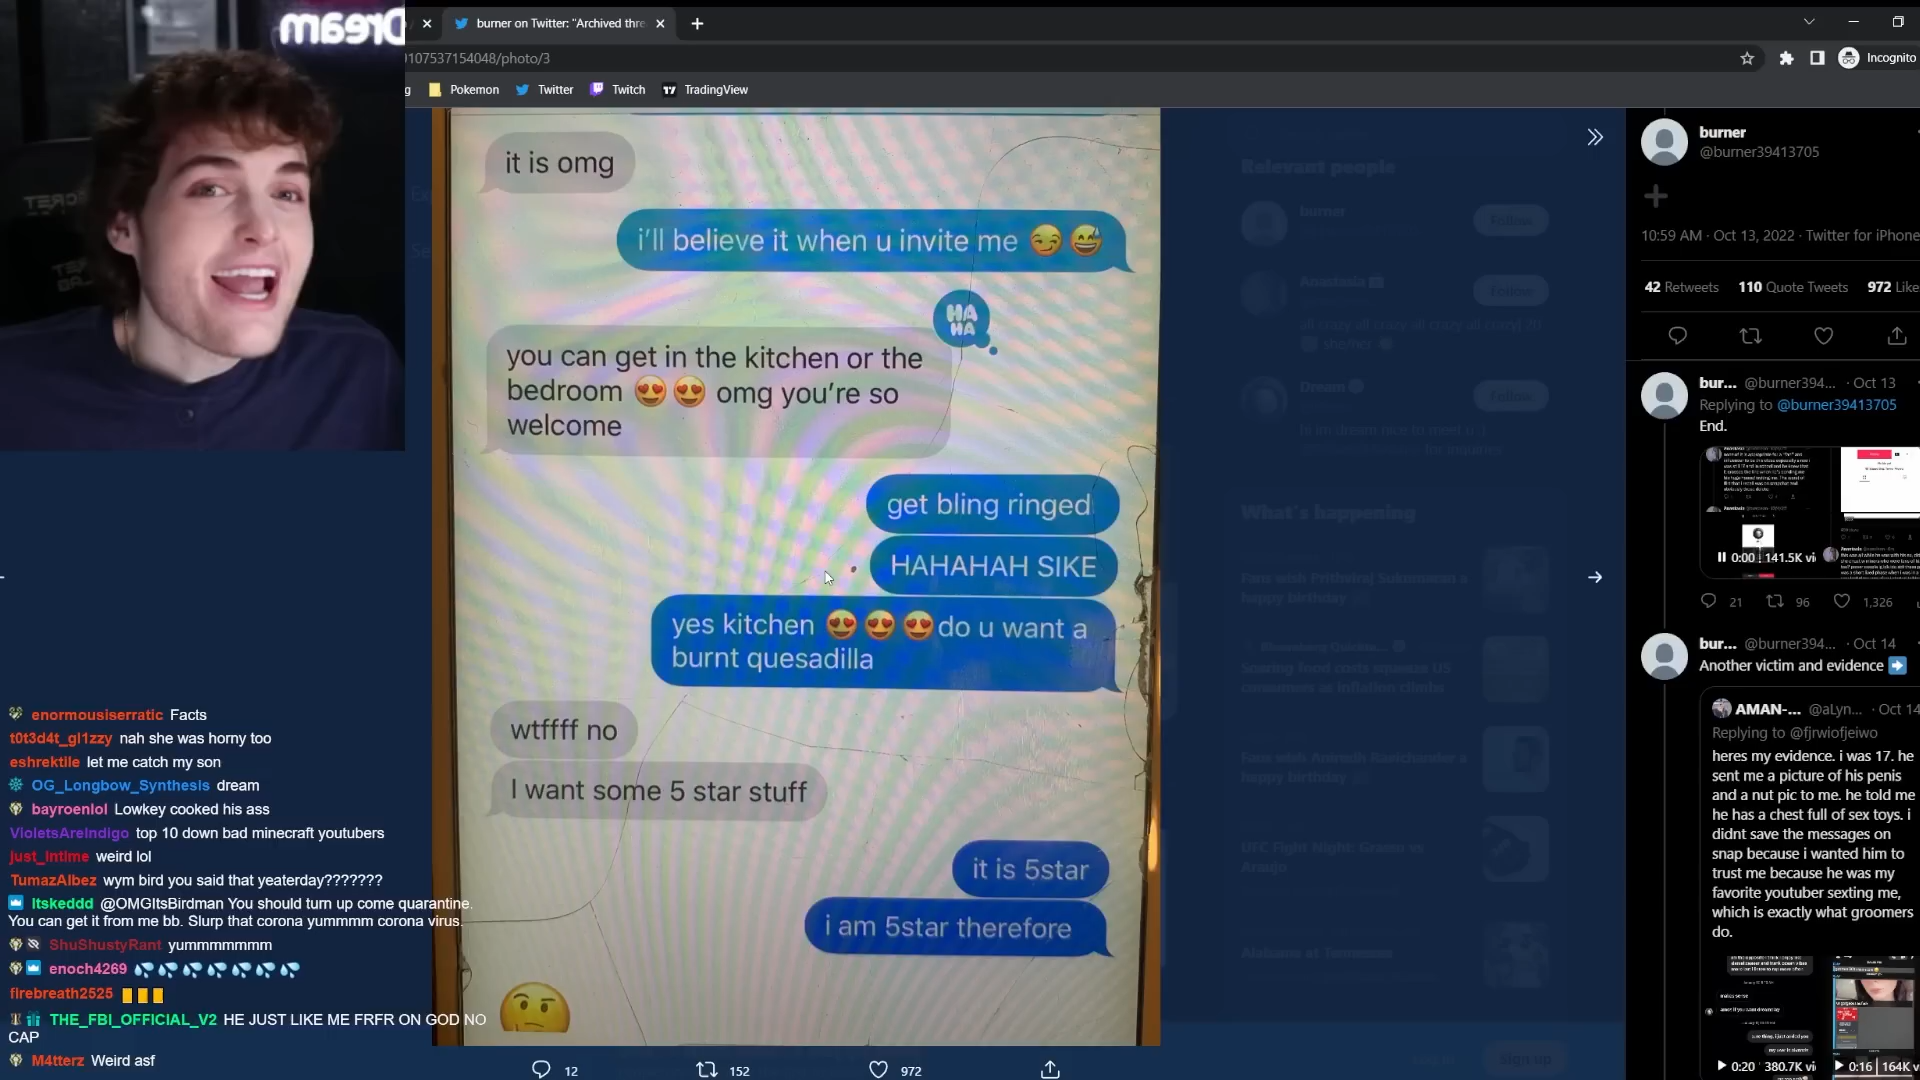 Dream
burner on Twitter: "Archived thre
0107537154048/photo/3
Incognito
g
Pokemon
Twitter
Twitch
TradingView
it is omg
i'll believe it when u invite me 😏 😅
HA
HA
you can get in the kitchen or the
bedroom 😍 😍 omg you're so
welcome
get bling ringed
HAHAHAH SIKE
yes kitchen 😍 😍 😍 do u want a
burnt quesadilla
wtffff no
I want some 5 star stuff
it is 5star
i am 5star therefore
🤨
12
152
972
Relevant people
burner
Follow
Anastasia
Follow
Dream
Follow
What's happening
Sign up
burner
@burner39413705
10:59 AM · Oct 13, 2022 · Twitter for iPhone
42 Retweets 110 Quote Tweets 972 Like
bur... @burner394... · Oct 13
Replying to @burner39413705
End.
0:00 141.5K vi
21
96
1,326
bur... @burner394... · Oct 14
Another victim and evidence ➡️
AMAN-... @aLyn... · Oct 14
Replying to @fjrwiofjeiwo
heres my evidence. i was 17. he
sent me a picture of his penis
and a nut pic to me. he told me
he has a chest full of sex toys. i
didnt save the messages on
snap because i wanted him to
trust me because he was my
favorite youtuber sexting me,
which is exactly what groomers
do.
0:20 380.7K vi
0:16 164K v
enormousiserratic Facts
t0t3d4t_gl1zzy nah she was horny too
eshrektile let me catch my son
OG_Longbow_Synthesis dream
bayroenlol Lowkey cooked his ass
VioletsAreIndigo top 10 down bad minecraft youtubers
just_intime weird lol
TumazAlbez wym bird you said that yeaterday???????
Itskeddd @OMGItsBirdman You should turn up come quarantine.
You can get it from me bb. Slurp that corona yummmm corona virus.
ShuShustyRant yummmmmmm
enoch4269 💦 💦 💦 💦 💦 💦 💦
firebreath2525
THE_FBI_OFFICIAL_V2 HE JUST LIKE ME FRFR ON GOD NO
CAP
M4tterz Weird asf